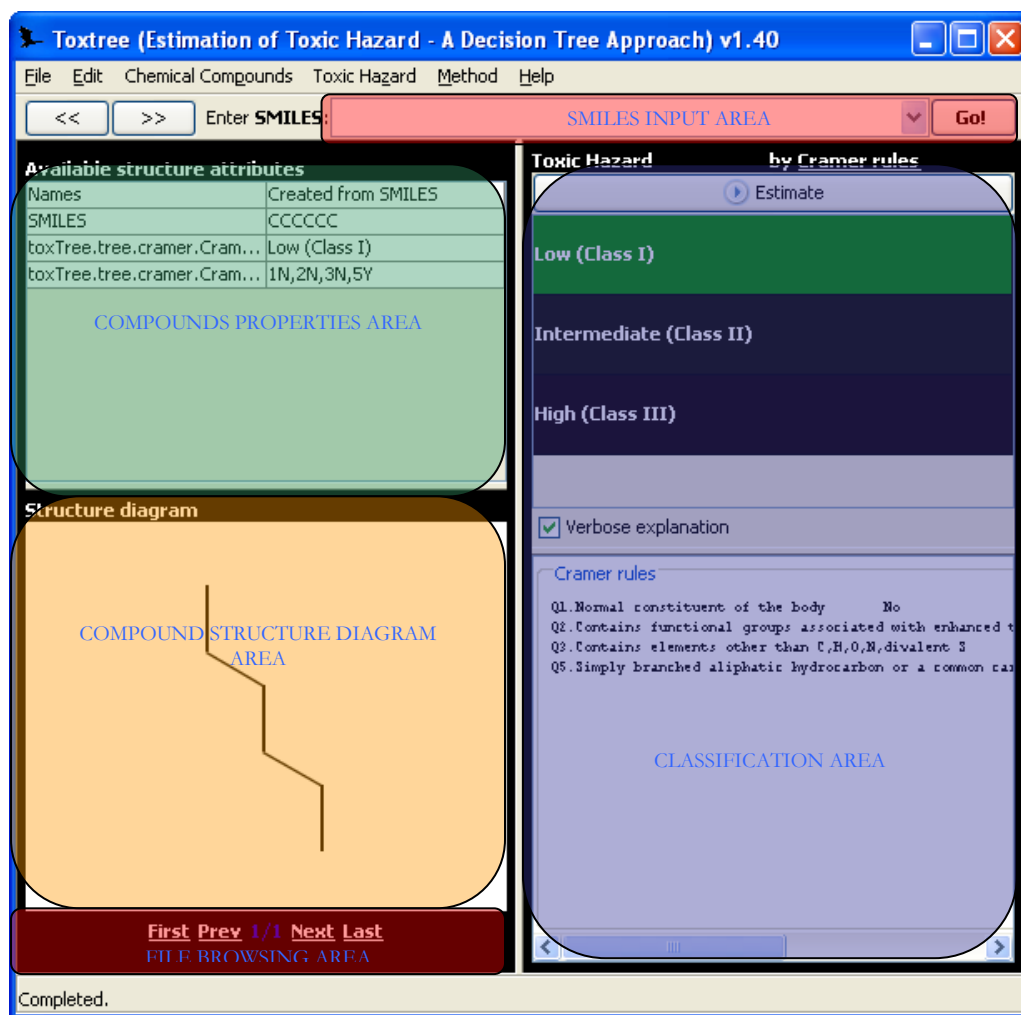 Toxtree (Estimation of Toxic Hazard - A Decision Tree Approach) v1.40
File Edit Chemical Compounds Toxic Hazard Method Help
<< >> Enter SMILES: SMILES INPUT AREA Go!
Available structure attributes
Names Created from SMILES
SMILES CCCCCC
toxTree.tree.cramer.Cram... Low (Class I)
toxTree.tree.cramer.Cram... 1N,2N,3N,5Y
COMPOUNDS PROPERTIES AREA
Structure diagram
COMPOUND STRUCTURE DIAGRAM
AREA
First Prev 1/1 Next Last
FILE BROWSING AREA
Toxic Hazard by Cramer rules
Estimate
Low (Class I)
Intermediate (Class II)
High (Class III)
Verbose explanation
Cramer rules
Q1.Normal constituent of the body No
Q2.Contains functional groups associated with enhanced t
Q3.Contains elements other than C,H,O,N,divalent S
Q5.Simply branched aliphatic hydrocarbon or a common car
CLASSIFICATION AREA
Completed.